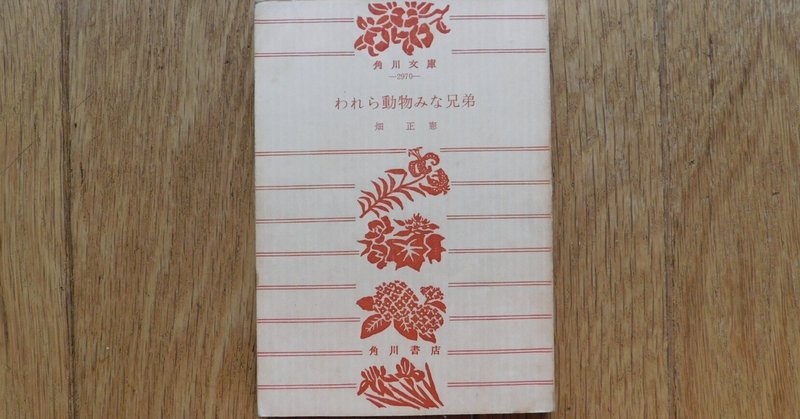 角川文庫
—2970—
われら動物みな兄弟
畑 正憲
角川書店